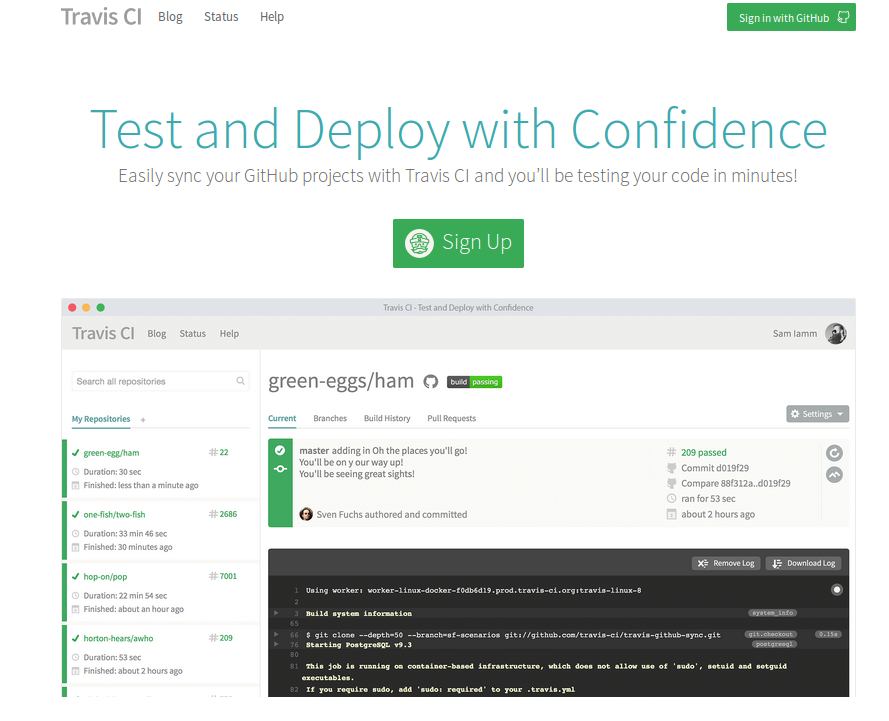 Travis CI Blog Status Help Sign in with GitHub
Test and Deploy with Confidence
Easily sync your GitHub projects with Travis CI and you'll be testing your code in minutes!
Sign Up
Travis CI - Test and Deploy with Confidence
Travis CI Blog Status Help Sam Iamm
Search all repositories
My Repositories +
green-egg/ham # 22
Duration: 30 sec
Finished: less than a minute ago
one-fish/two-fish # 2686
Duration: 33 min 46 sec
Finished: 30 minutes ago
hop-on/pop # 7001
Duration: 22 min 54 sec
Finished: about an hour ago
horton-hears/awho # 209
Duration: 53 sec
Finished: about 2 hours ago
green-eggs/ham build passing
Current Branches Build History Pull Requests Settings
master adding in Oh the places you'll go!
You'll be on y our way up!
You'll be seeing great sights!
Sven Fuchs authored and committed
# 209 passed
Commit d019f29
Compare 88f312a..d019f29
ran for 53 sec
about 2 hours ago
Remove Log Download Log
1 Using worker: worker-linux-docker-f0db6d19.prod.travis-ci.org:travis-linux-8
2
3 Build system information system_info
65
66 $ git clone --depth=50 --branch=sf-scenarios git://github.com/travis-ci/travis-github-sync.git git.checkout 0.15s
76 Starting PostgreSQL v9.3 postgresql
80
81 This job is running on container-based infrastructure, which does not allow use of 'sudo', setuid and setguid
executables.
82 If you require sudo, add 'sudo: required' to your .travis.yml